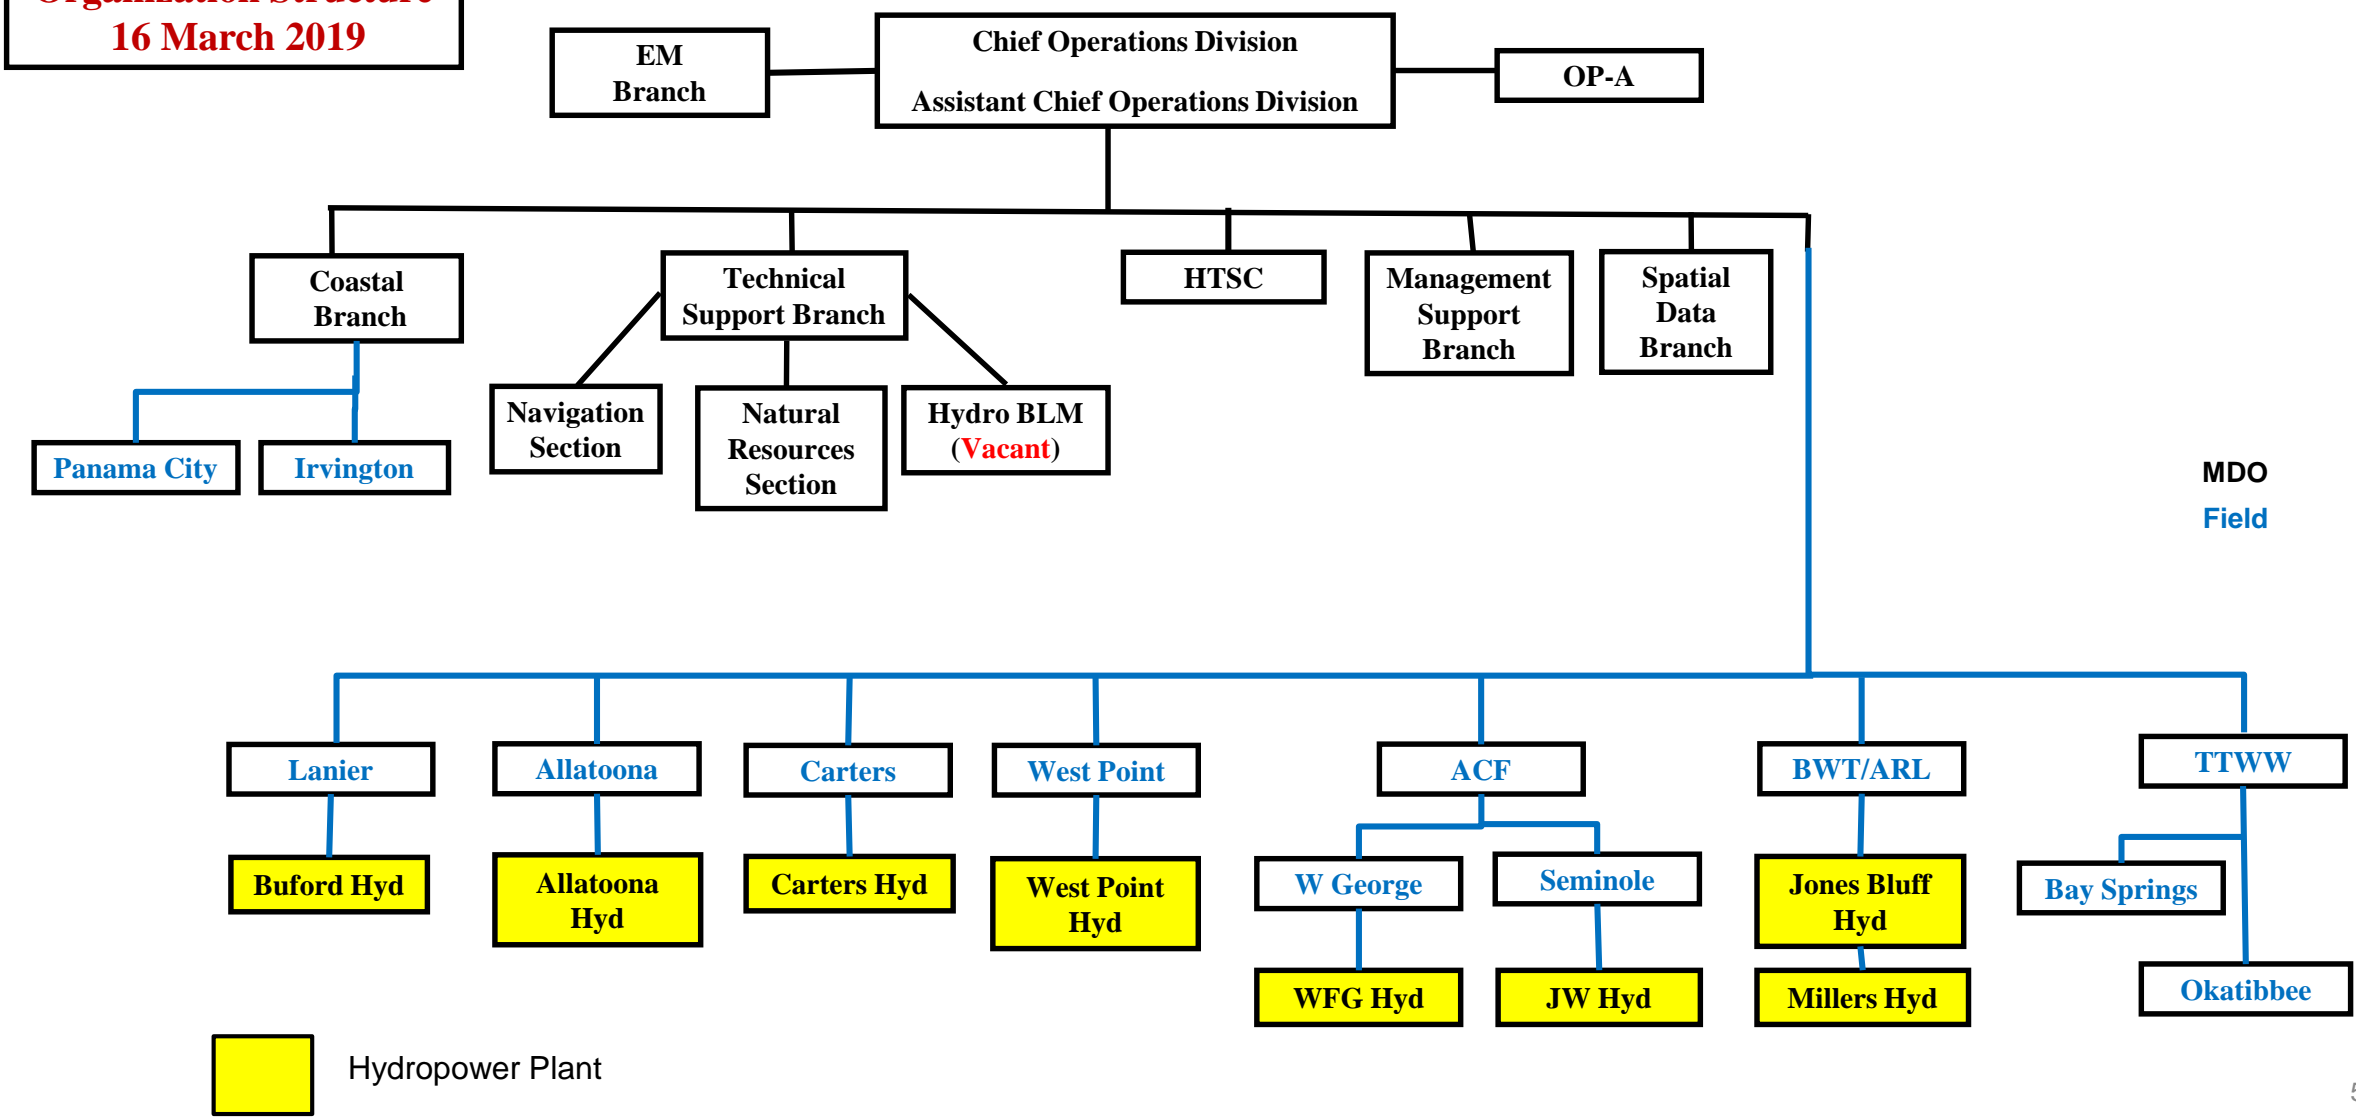 Organization Structure
16 March 2019
EM
Branch
Chief Operations Division
Assistant Chief Operations Division
OP-A
Coastal
Branch
Technical
Support Branch
HTSC
Management
Support
Branch
Spatial
Data
Branch
Panama City
Irvington
Navigation
Section
Natural
Resources
Section
Hydro BLM
(Vacant)
MDO
Field
Lanier
Allatoona
Carters
West Point
ACF
BWT/ARL
TTWW
Buford Hyd
Allatoona
Hyd
Carters Hyd
West Point
Hyd
W George
Seminole
Jones Bluff
Hyd
Bay Springs
WFG Hyd
JW Hyd
Millers Hyd
Okatibbee
Hydropower Plant
5